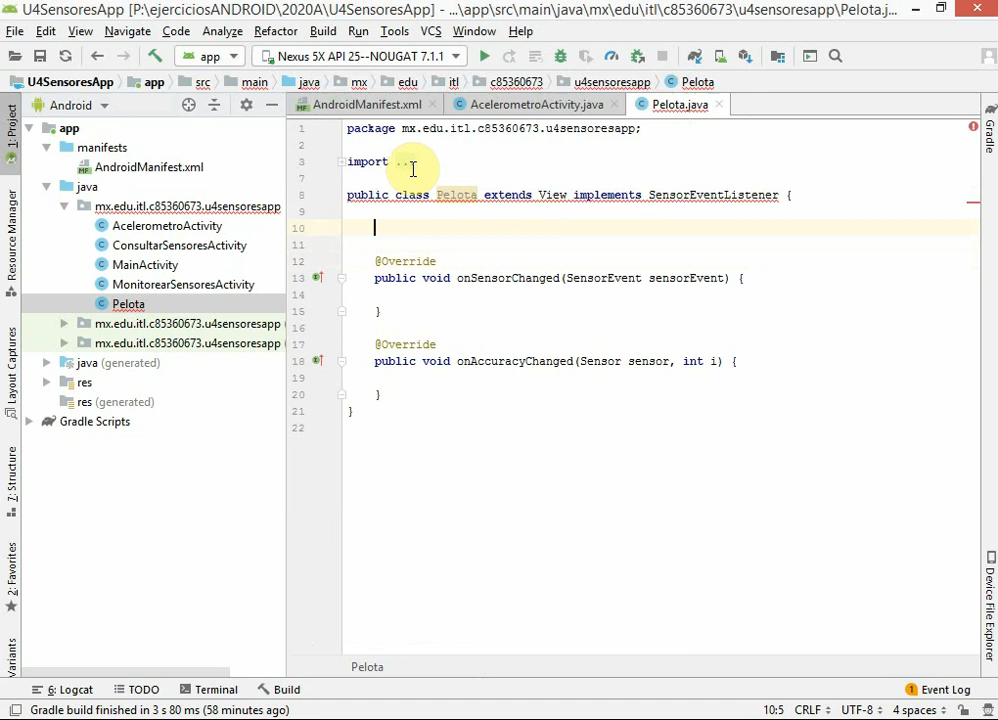 U4SensoresApp [P:\ejerciciosANDROID\2020A\U4SensoresApp] - ...\app\src\main\java\mx\edu\itl\c85360673\u4sensoresapp\Pelota.j...
File Edit View Navigate Code Analyze Refactor Build Run Tools VCS Window Help
app Nexus 5X API 25--NOUGAT 7.1.1
U4SensoresApp app src main java mx edu itl c85360673 u4sensoresapp Pelota
Android AndroidManifest.xml AcelerometroActivity.java Pelota.java
1: Project
Resource Manager
Layout Captures
7: Structure
2: Favorites
Variants
app
manifests
AndroidManifest.xml
java
mx.edu.itl.c85360673.u4sensoresapp
AcelerometroActivity
ConsultarSensoresActivity
MainActivity
MonitorearSensoresActivity
Pelota
mx.edu.itl.c85360673.u4sensoresapp
mx.edu.itl.c85360673.u4sensoresapp
java (generated)
res
res (generated)
Gradle Scripts
1 package mx.edu.itl.c85360673.u4sensoresapp;
2
3 import ...
7
8 public class Pelota extends View implements SensorEventListener {
9
10
11
12 @Override
13 public void onSensorChanged(SensorEvent sensorEvent) {
14
15 }
16
17 @Override
18 public void onAccuracyChanged(Sensor sensor, int i) {
19
20 }
21 }
22
Pelota
Gradle
Device File Explorer
6: Logcat TODO Terminal Build 1 Event Log
Gradle build finished in 3 s 80 ms (58 minutes ago) 10:5 CRLF UTF-8 4 spaces